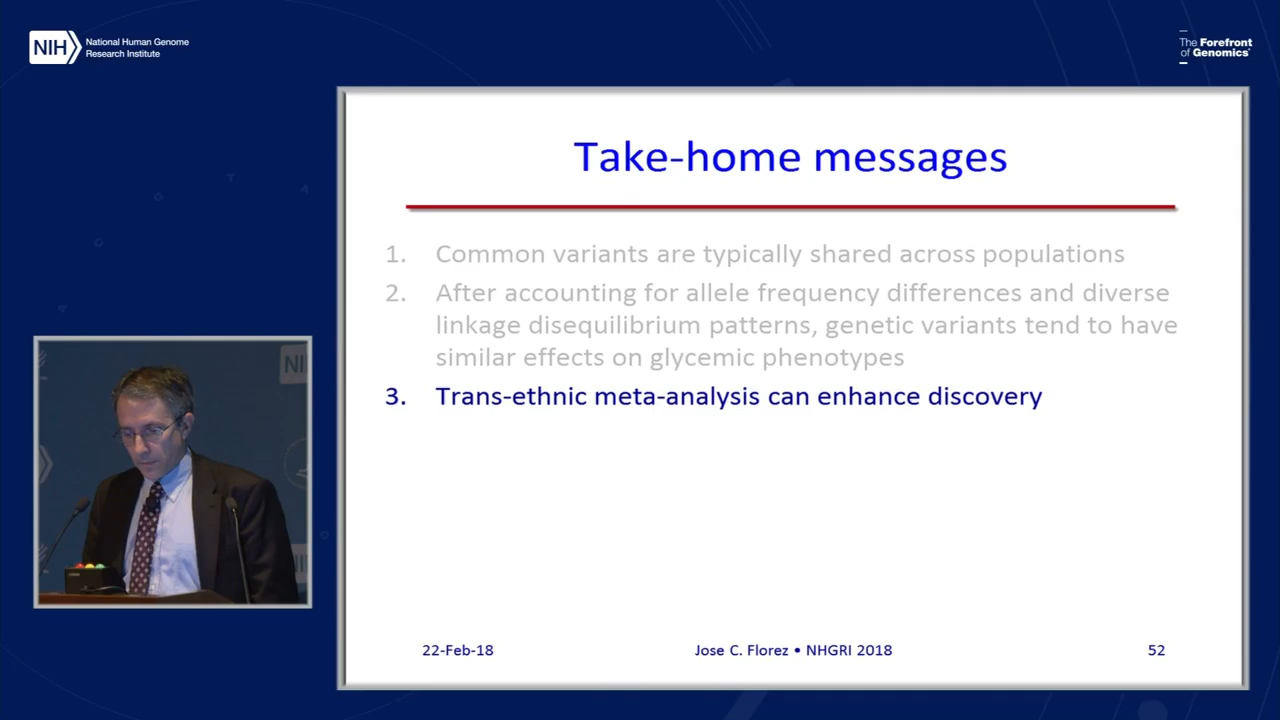 NIH
National Human Genome
Research Institute
The Forefront
of Genomics®
Take-home messages
1. Common variants are typically shared across populations
2. After accounting for allele frequency differences and diverse
linkage disequilibrium patterns, genetic variants tend to have
similar effects on glycemic phenotypes
3. Trans-ethnic meta-analysis can enhance discovery
NI
22-Feb-18
Jose C. Florez • NHGRI 2018
52